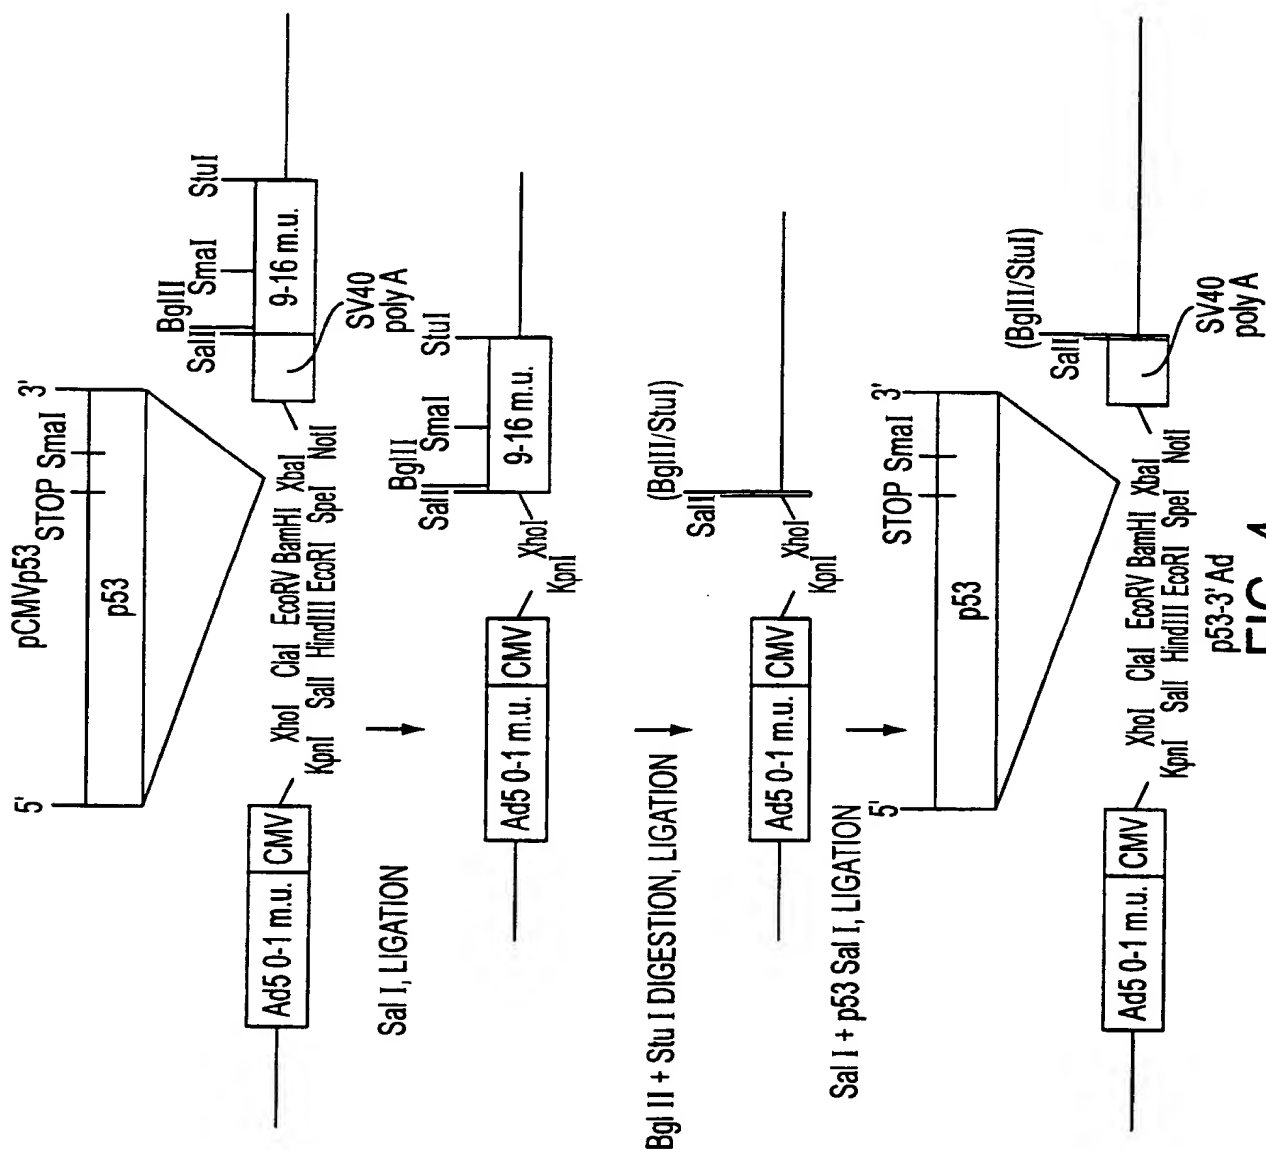 pCMVp53
5'
STOP
SmaI
3'
p53
SalI
BglII
SmaI
StuI
Ad5 0-1 m.u.
CMV
9-16 m.u.
XhoI ClaI EcoRV BamHI XbaI
KpnI SalI HindIII EcoRI SpeI NotI
SV40
poly A
Sal I, LIGATION
SalI
BglII
SmaI
StuI
Ad5 0-1 m.u.
CMV
9-16 m.u.
XhoI
KpnI
Bgl II + Stu I DIGESTION, LIGATION
SalI
(BglII/StuI)
Ad5 0-1 m.u.
CMV
XhoI
KpnI
Sal I + p53 Sal I, LIGATION
5'
STOP
SmaI
3'
p53
SalI
(BglII/StuI)
Ad5 0-1 m.u.
CMV
XhoI ClaI EcoRV BamHI XbaI
KpnI SalI HindIII EcoRI SpeI NotI
SV40
poly A
p53-3' Ad